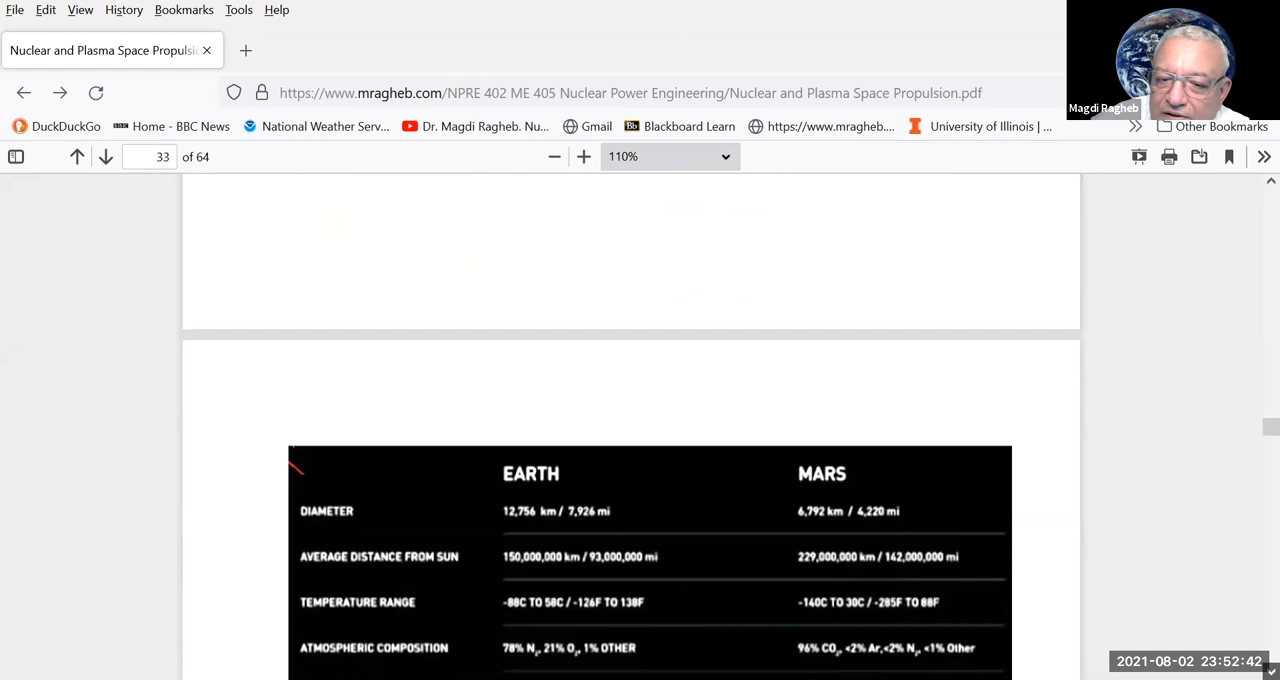 File Edit View History Bookmarks Tools Help
Nuclear and Plasma Space Propulsi
https://www.mragheb.com/NPRE 402 ME 405 Nuclear Power Engineering/Nuclear and Plasma Space Propulsion.pdf
Magdi Ragheb
DuckDuckGo BBC Home - BBC News National Weather Serv... Dr. Magdi Ragheb. Nu... Gmail Bb Blackboard Learn https://www.mragheb.... I University of Illinois | ... Other Bookmarks
33 of 64 110%
EARTH MARS
DIAMETER 12,756 km / 7,926 mi 6,792 km / 4,220 mi
AVERAGE DISTANCE FROM SUN 150,000,000 km / 93,000,000 mi 229,000,000 km / 142,000,000 mi
TEMPERATURE RANGE -88C TO 58C / -126F TO 138F -140C TO 30C / -285F TO 88F
ATMOSPHERIC COMPOSITION 78% N₂, 21% O₂, 1% OTHER 96% CO₂, <2% Ar,<2% N₂, <1% Other
2021-08-02 23:52:42